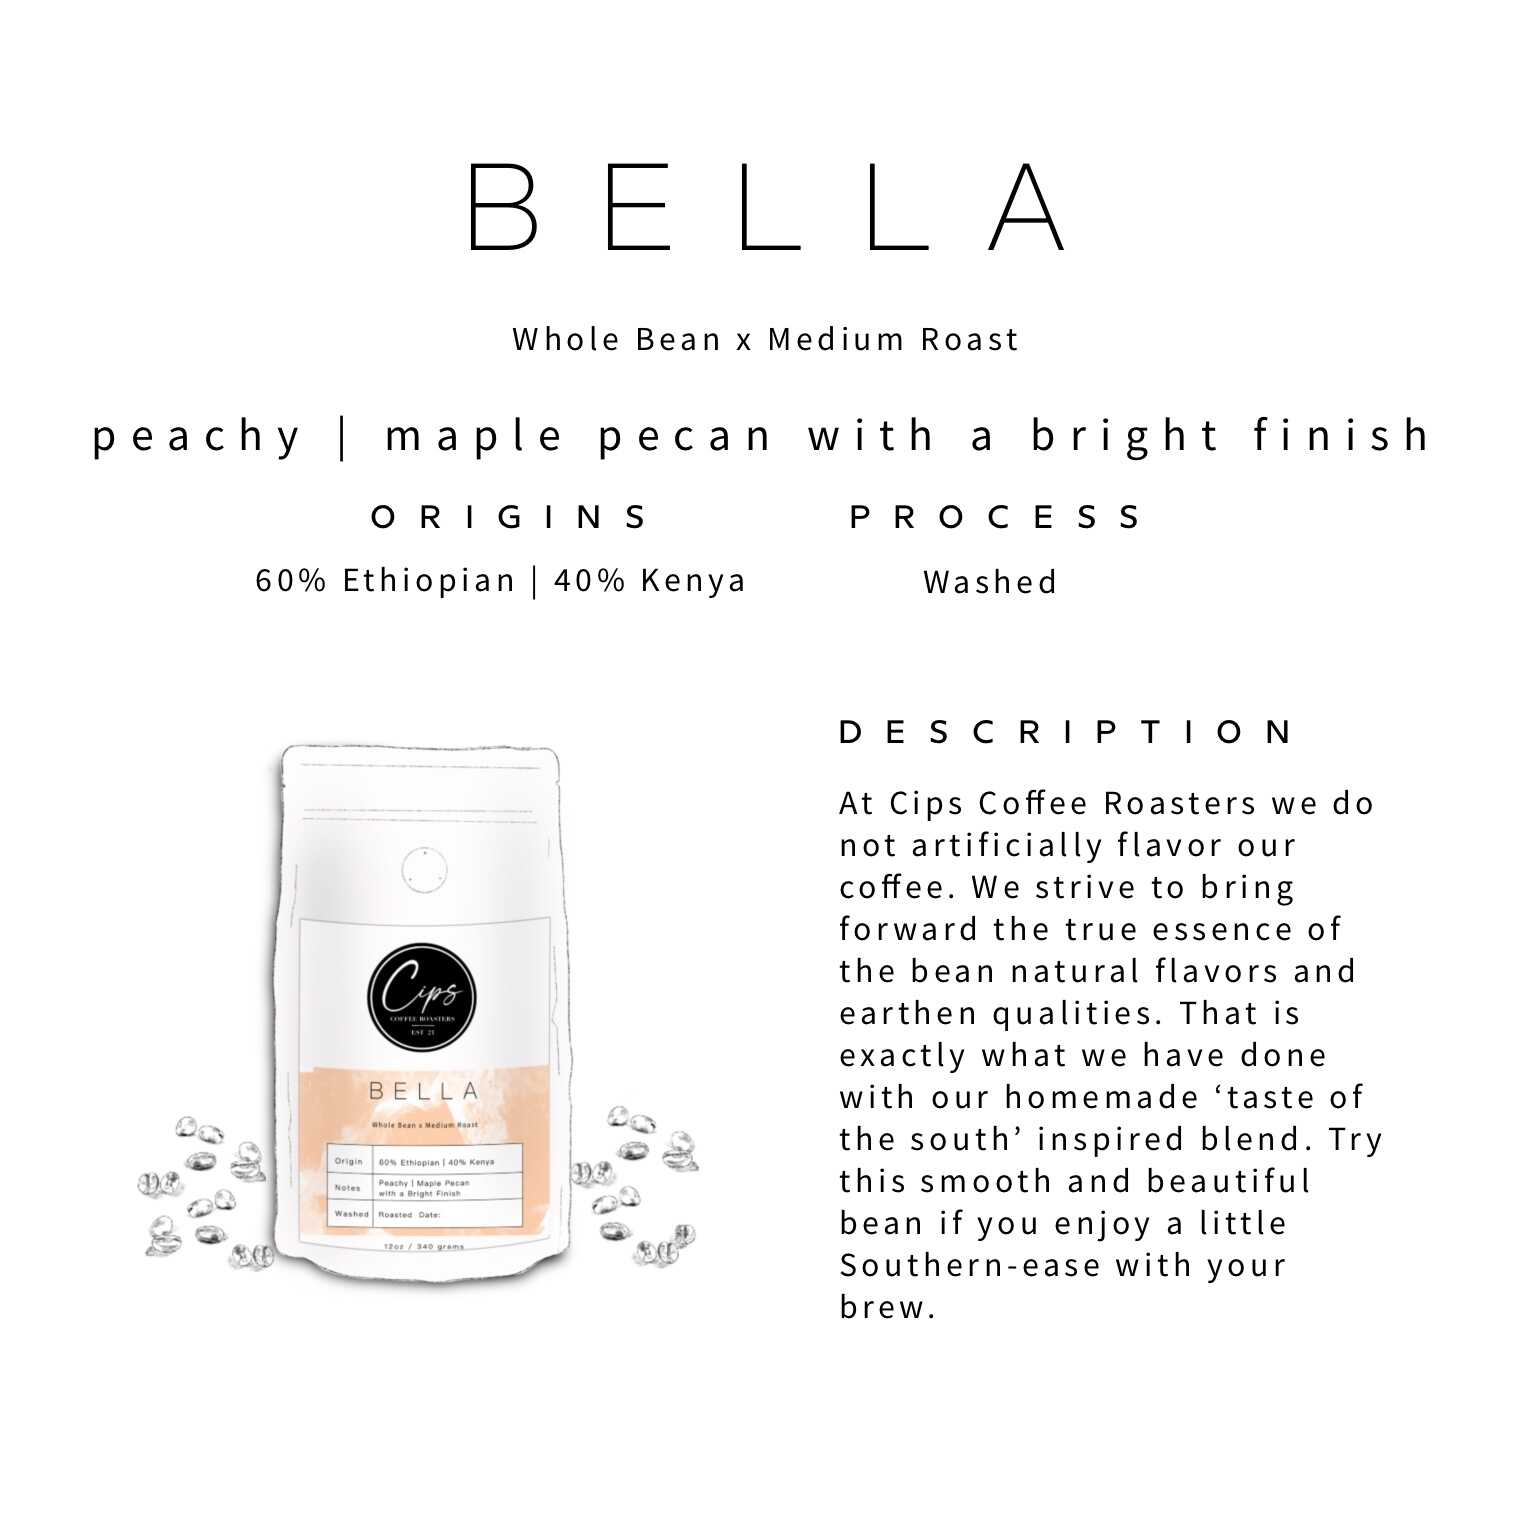 BELLA
Whole Bean x Medium Roast
peachy | maple pecan with a bright finish
ORIGINS
60% Ethiopian | 40% Kenya
PROCESS
Washed
DESCRIPTION
At Cips Coffee Roasters we do
not artificially flavor our
coffee. We strive to bring
forward the true essence of
the bean natural flavors and
earthen qualities. That is
exactly what we have done
with our homemade ‘taste of
the south’ inspired blend. Try
this smooth and beautiful
bean if you enjoy a little
Southern-ease with your
brew.
Cips
COFFEE ROASTERS
EST 21
BELLA
Whole Bean x Medium Roast
Origin 60% Ethiopian | 40% Kenya
Notes Peachy | Maple Pecan
with a Bright Finish
Washed Roasted Date:
12oz / 340 grams